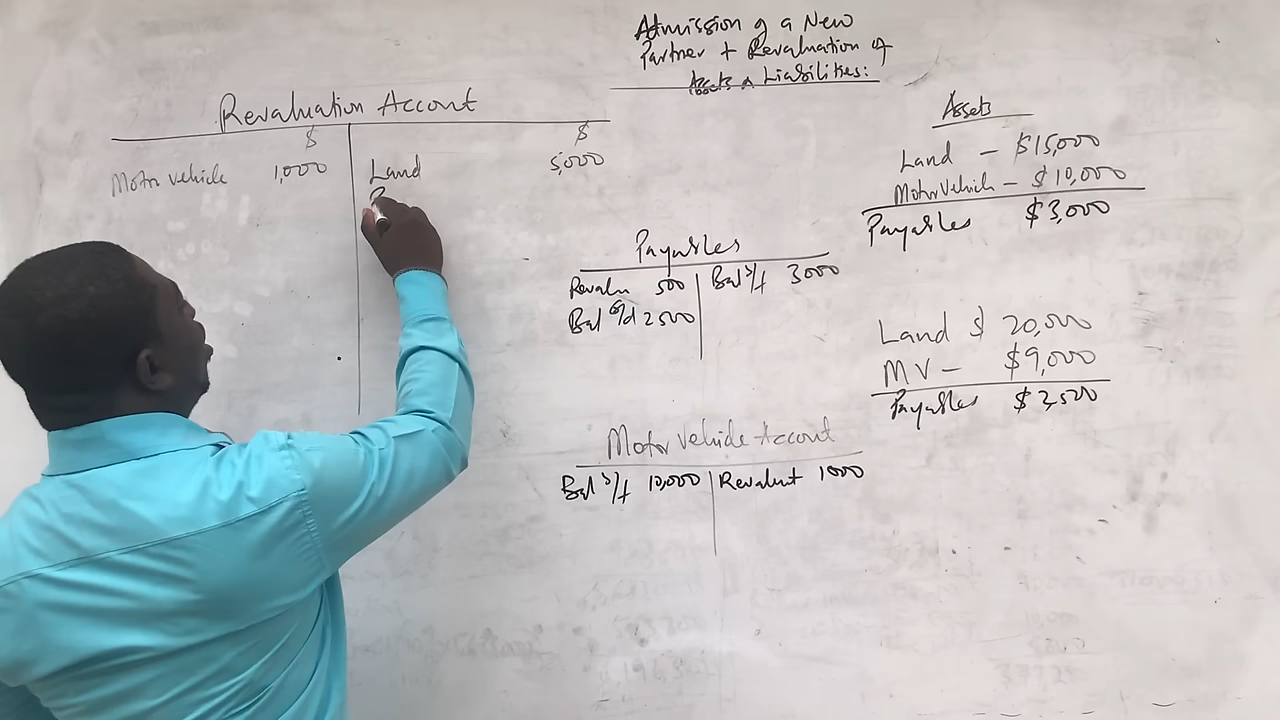 Admission of a New
Partner + Revaluation of
Assets & Liabilities:
Revaluation Account
$ $
Motor vehicle 1,000 Land 5,000
Assets
Land - $15,000
Motor Vehicle - $10,000
Payables $3,000
Payables
Revalu 500 Bal b/f 3000
Bal c/d 2500
Land $ 20,000
MV - $9,000
Payables $2,500
Motor vehicle Account
Bal b/f 10,000 Revaluat 1000